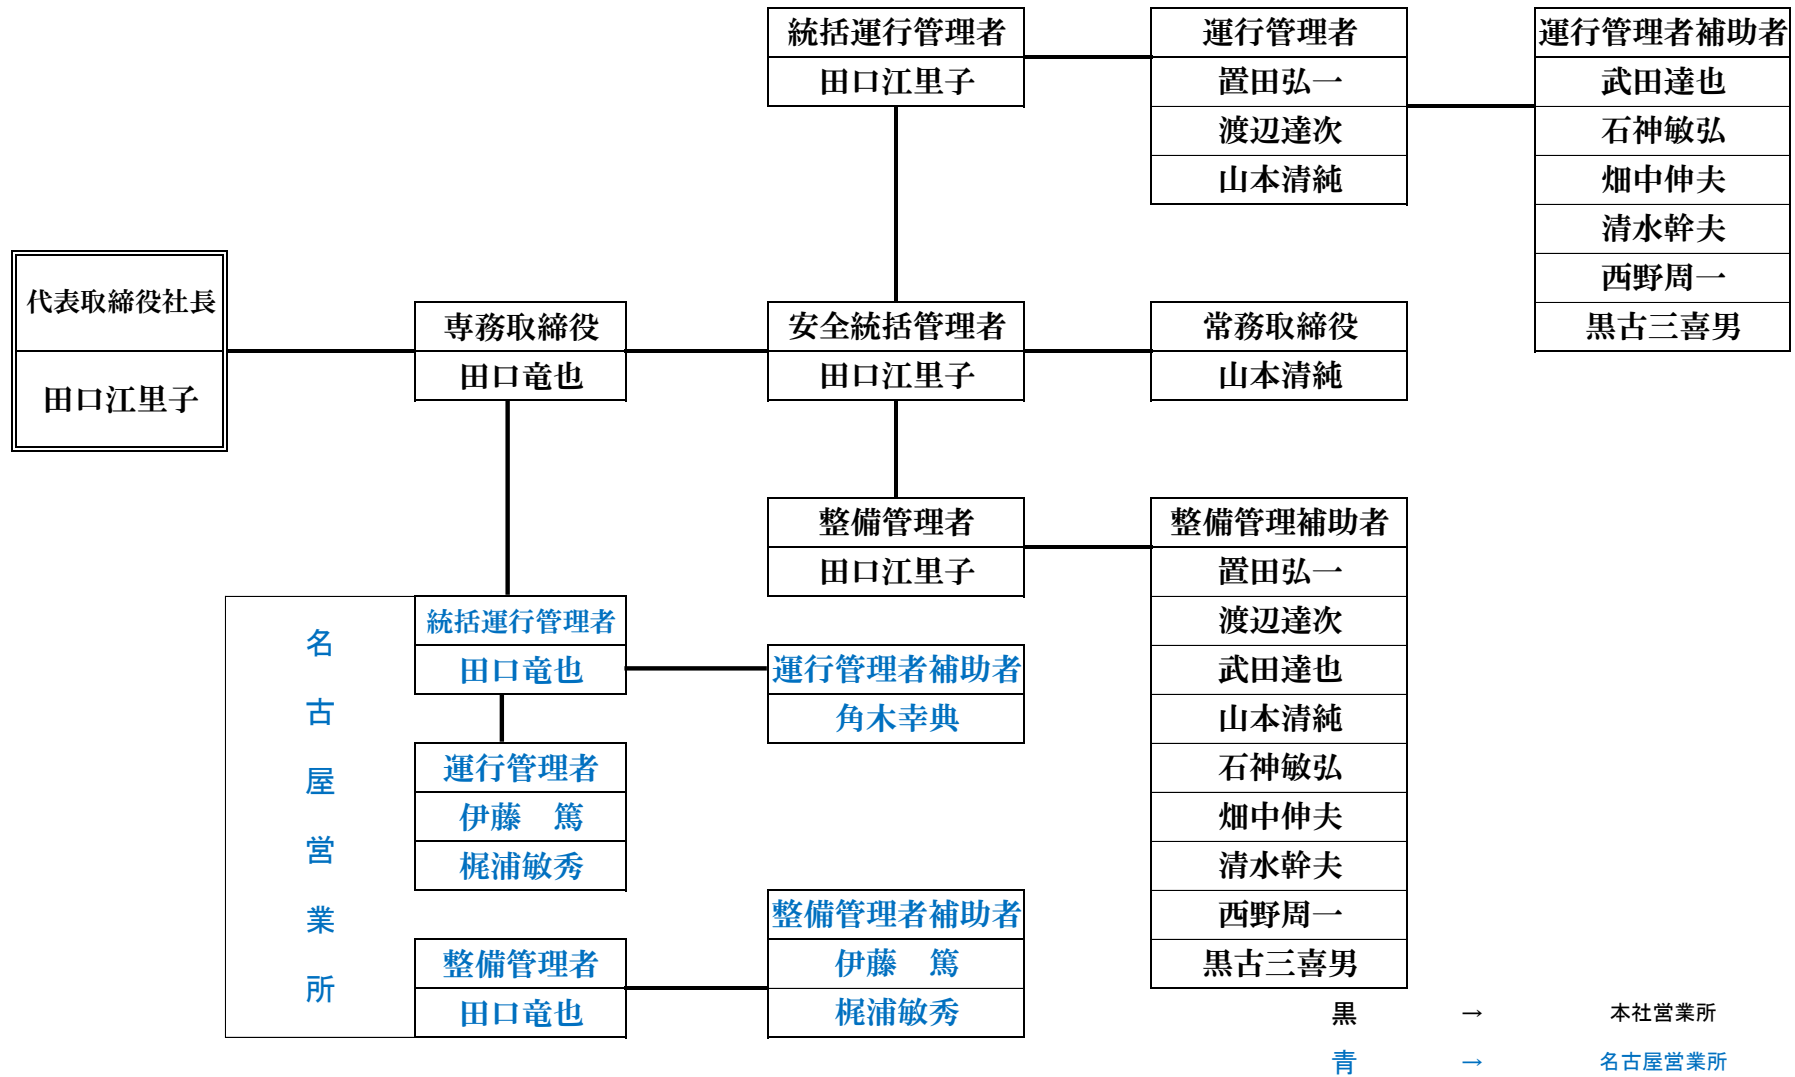 代表取締役社長
田口江里子
専務取締役
田口竜也
統括運行管理者
田口江里子
安全統括管理者
田口江里子
整備管理者
田口江里子
運行管理者
置田弘一
渡辺達次
山本清純
常務取締役
山本清純
運行管理者補助者
武田達也
石神敏弘
畑中伸夫
清水幹夫
西野周一
黒古三喜男
整備管理補助者
置田弘一
渡辺達次
武田達也
山本清純
石神敏弘
畑中伸夫
清水幹夫
西野周一
黒古三喜男
名古屋営業所
統括運行管理者
田口竜也
運行管理者補助者
角木幸典
運行管理者
伊藤　篤
梶浦敏秀
整備管理者
田口竜也
整備管理者補助者
伊藤　篤
梶浦敏秀
黒 → 本社営業所
青 → 名古屋営業所